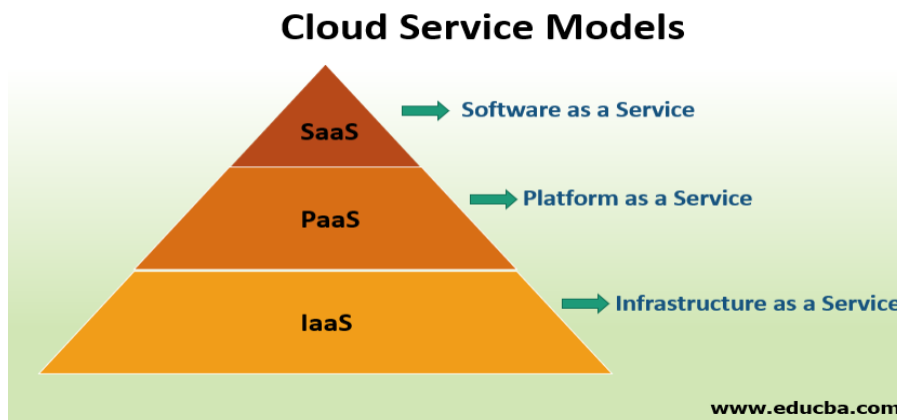 Cloud Service Models
SaaS
Software as a Service
PaaS
Platform as a Service
IaaS
Infrastructure as a Service
www.educba.com